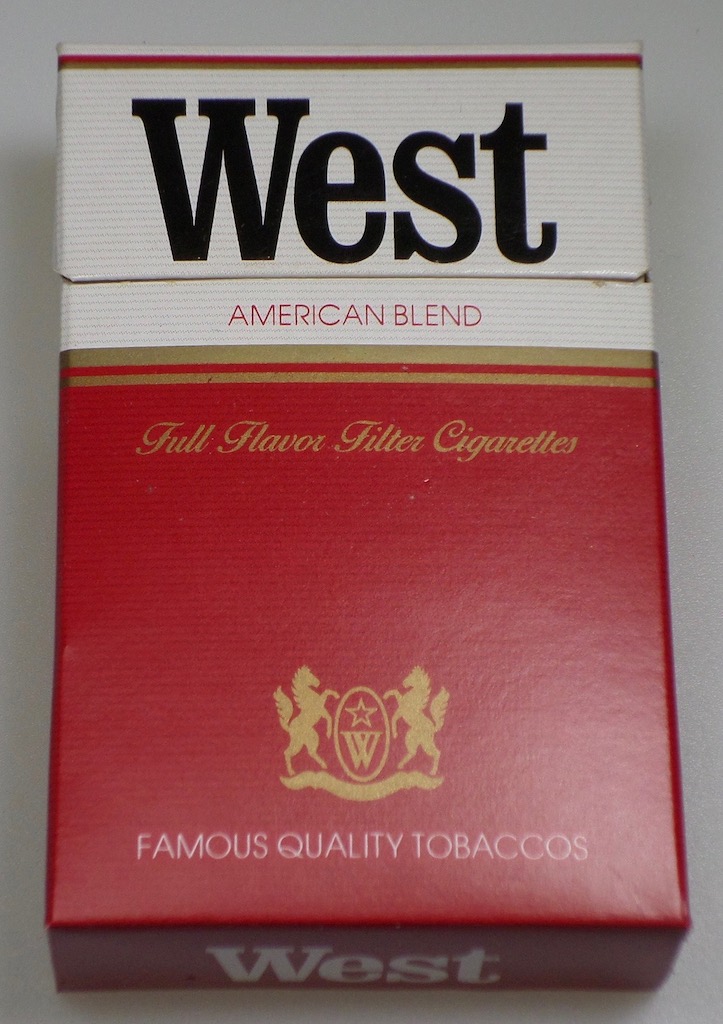 West
AMERICAN BLEND
Full Flavor Filter Cigarettes
W
FAMOUS QUALITY TOBACCOS
West